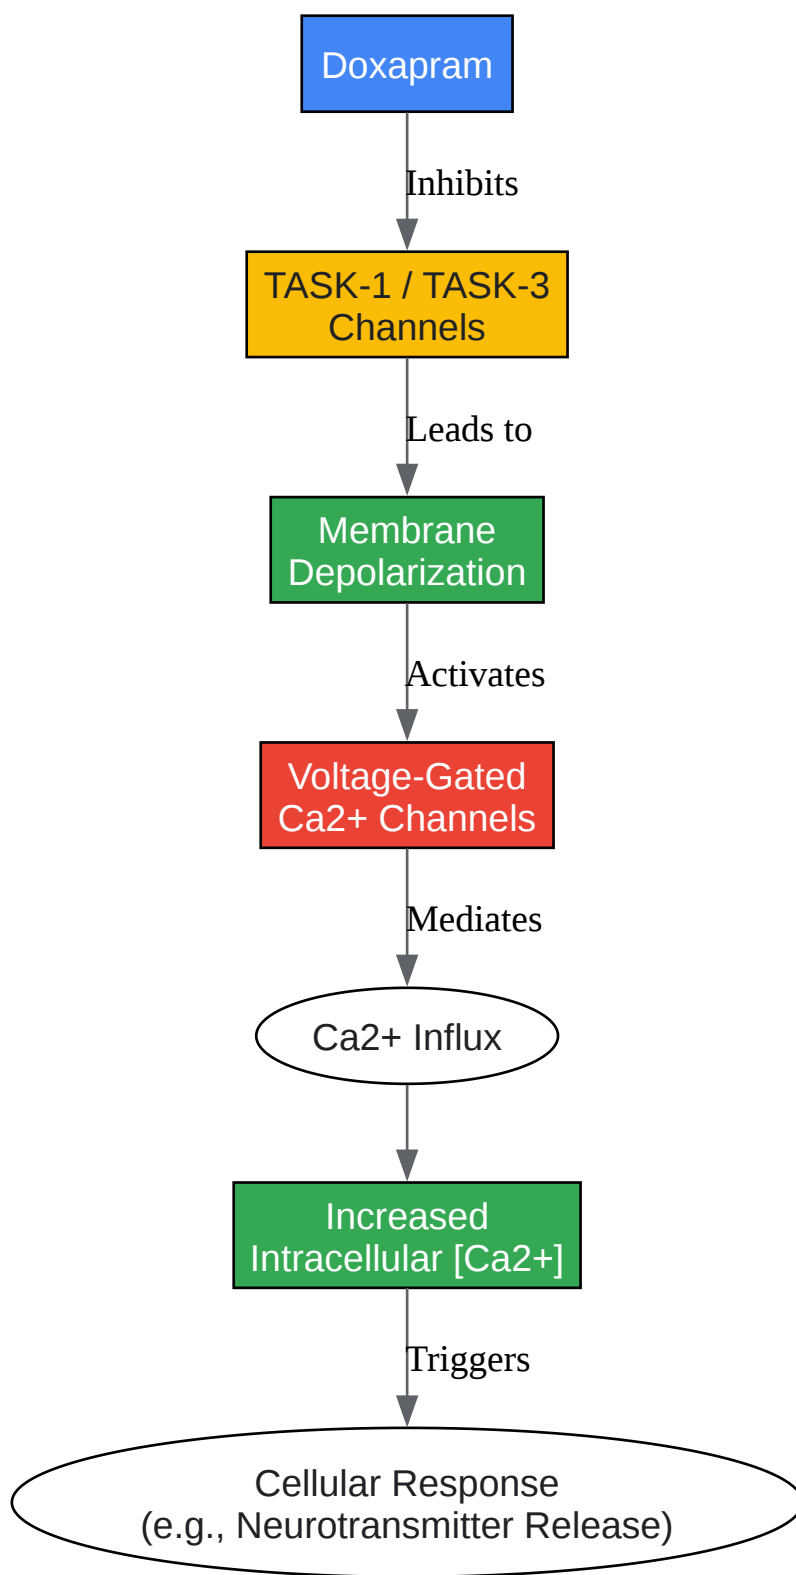 Doxapram
Inhibits
TASK-1 / TASK-3
Channels
Leads to
Membrane
Depolarization
Activates
Voltage-Gated
Ca2+ Channels
Mediates
Ca2+ Influx
Increased
Intracellular [Ca2+]
Triggers
Cellular Response
(e.g., Neurotransmitter Release)